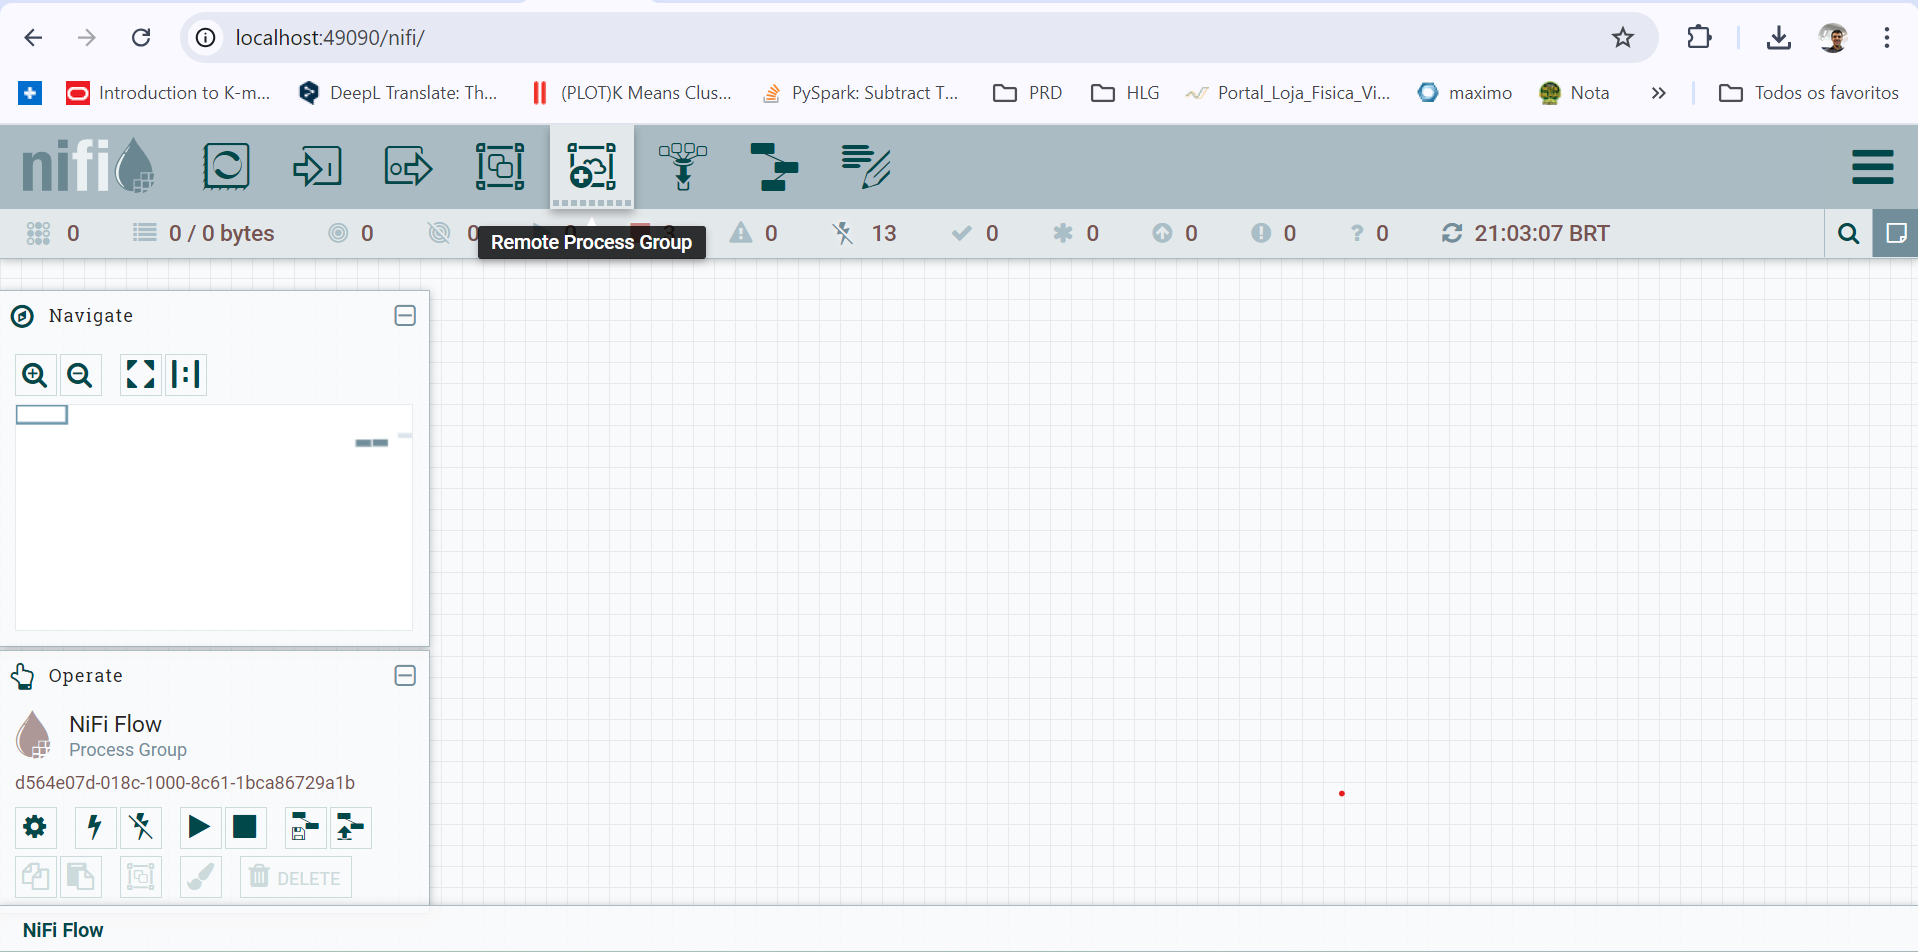 localhost:49090/nifi/
Introduction to K-m... DeepL Translate: Th... (PLOT)K Means Clus... PySpark: Subtract T... PRD HLG Portal_Loja_Fisica_Vi... maximo Nota » Todos os favoritos
nifi
0 0 / 0 bytes 0 0 3 0 13 0 0 0 0 ? 0 21:03:07 BRT
Remote Process Group
Navigate
Operate
NiFi Flow
Process Group
d564e07d-018c-1000-8c61-1bca86729a1b
DELETE
NiFi Flow